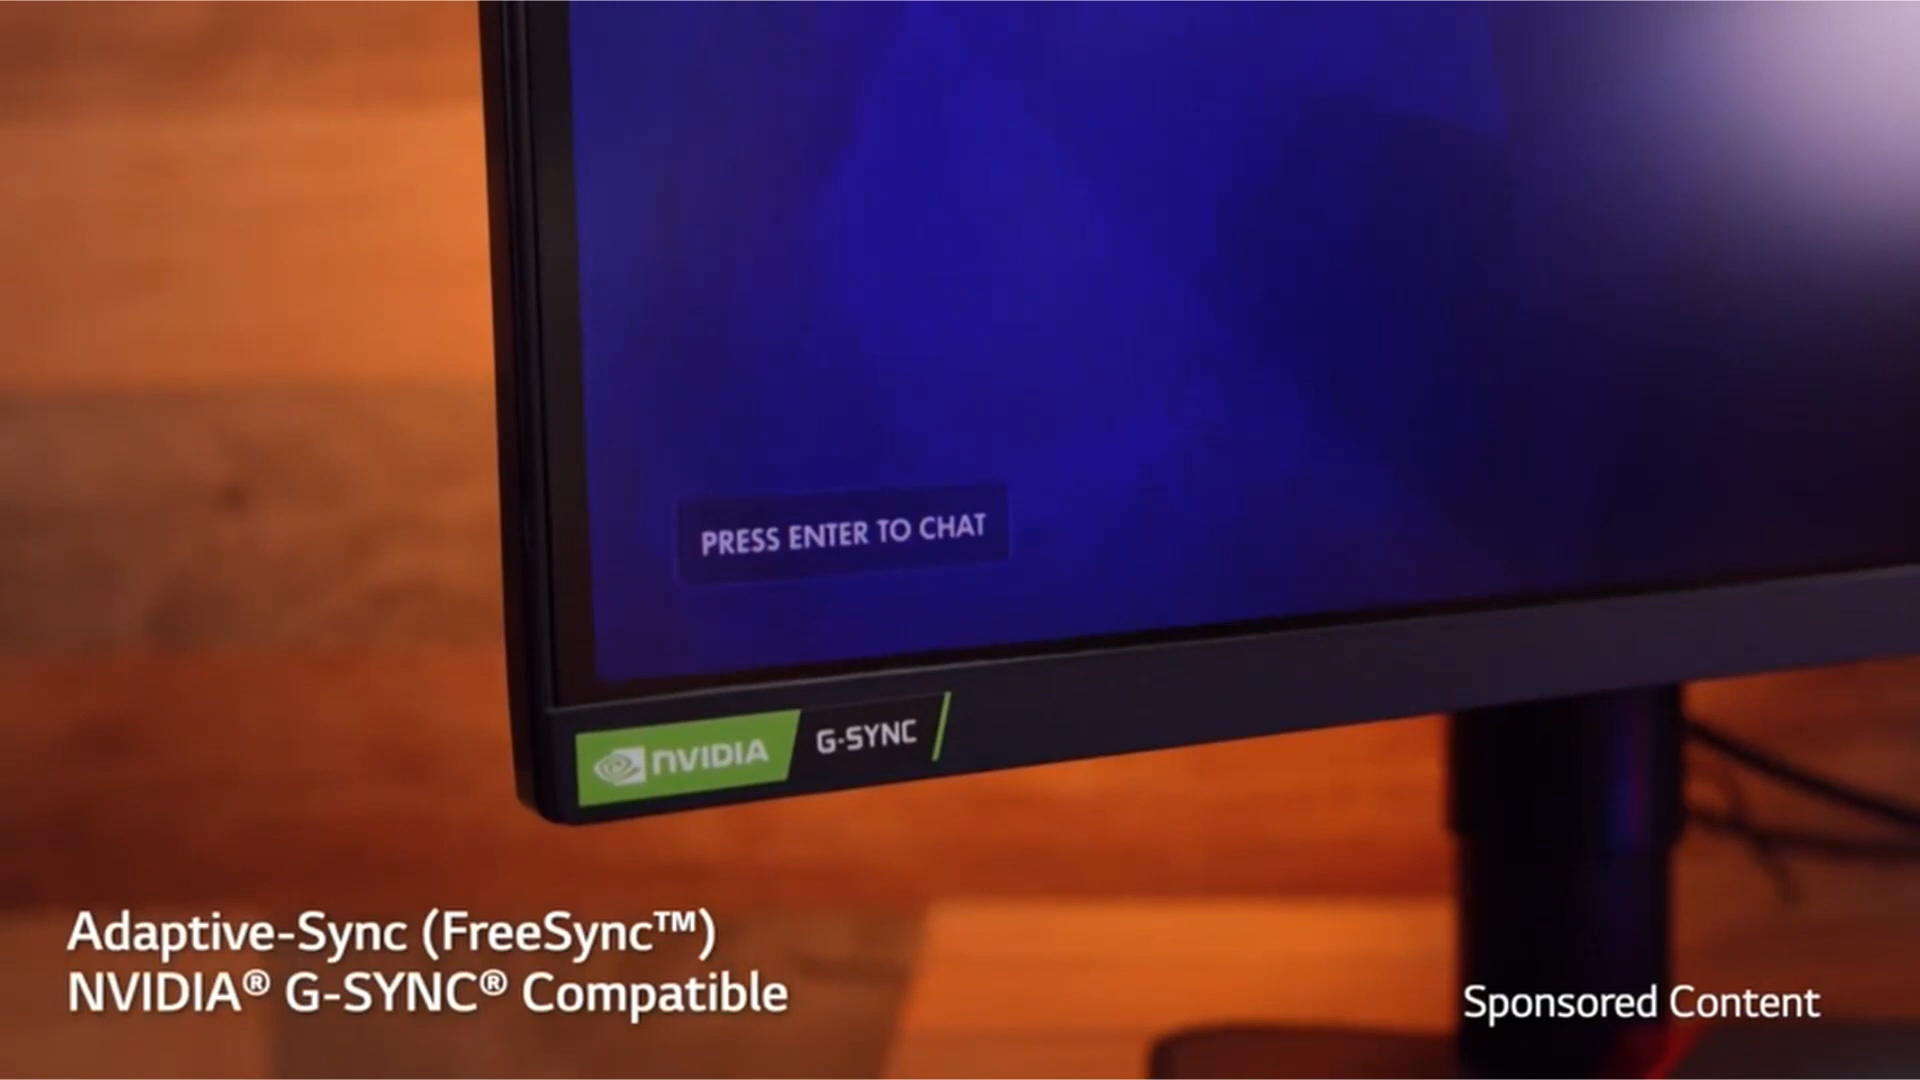 PRESS ENTER TO CHAT
NVIDIA G-SYNC
Adaptive-Sync (FreeSync™)
NVIDIA® G-SYNC® Compatible
Sponsored Content